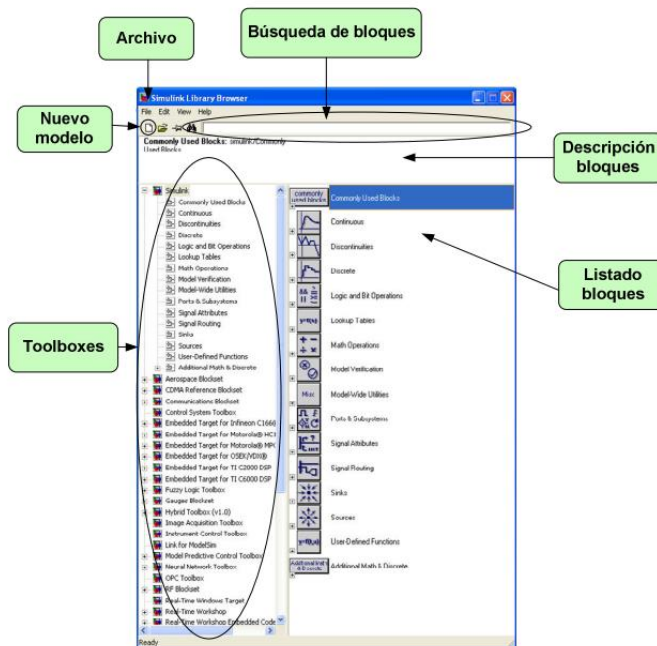 Archivo
Búsqueda de bloques
Nuevo
modelo
Descripción
bloques
Listado
bloques
Toolboxes
Simulink Library Browser
File Edit View Help
Commonly Used Blocks: simulink/Commonly
Used Blocks
Simulink
Commonly Used Blocks
Continuous
Discontinuities
Discrete
Logic and Bit Operations
Lookup Tables
Math Operations
Model Verification
Model-Wide Utilities
Ports & Subsystems
Signal Attributes
Signal Routing
Sinks
Sources
User-Defined Functions
Additional Math & Discrete
Aerospace Blockset
CDMA Reference Blockset
Communications Blockset
Control System Toolbox
Embedded Target for Infineon C166
Embedded Target for Motorola® HC1
Embedded Target for Motorola® MPC
Embedded Target for OSEK/VDX®
Embedded Target for TI C2000 DSP
Embedded Target for TI C6000 DSP
Fuzzy Logic Toolbox
Gauges Blockset
Hybrid Toolbox (v1.0)
Image Acquisition Toolbox
Instrument Control Toolbox
Link for ModelSim
Model Predictive Control Toolbox
Neural Network Toolbox
OPC Toolbox
RF Blockset
Real-Time Windows Target
Real-Time Workshop
Real-Time Workshop Embedded Code
commonly
used blocks
Commonly Used Blocks
Continuous
Discontinuities
Discrete
Logic and Bit Operations
Lookup Tables
Math Operations
Misc
Model Verification
Model-Wide Utilities
Ports & Subsystems
Signal Attributes
Signal Routing
Sinks
Sources
User-Defined Functions
Additional Math
& Discrete
Additional Math & Discrete
Ready